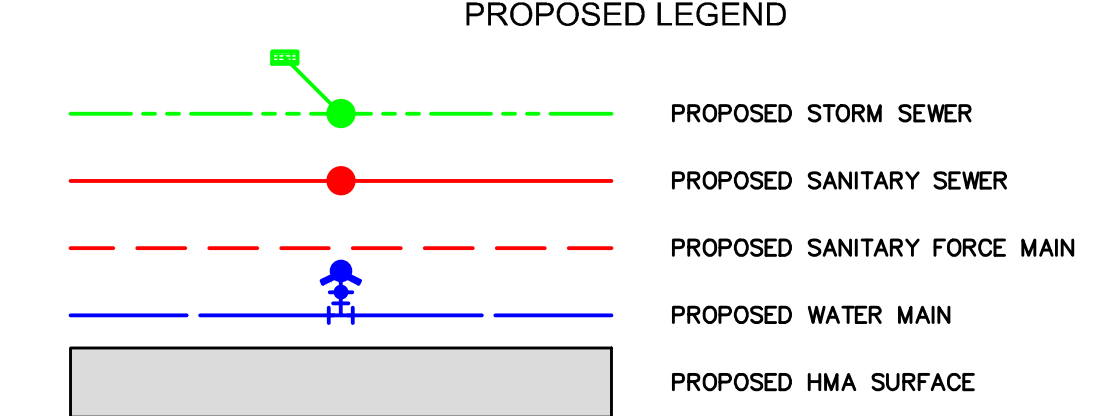 PROPOSED LEGEND
PROPOSED STORM SEWER
PROPOSED SANITARY SEWER
PROPOSED SANITARY FORCE MAIN
PROPOSED WATER MAIN
PROPOSED HMA SURFACE